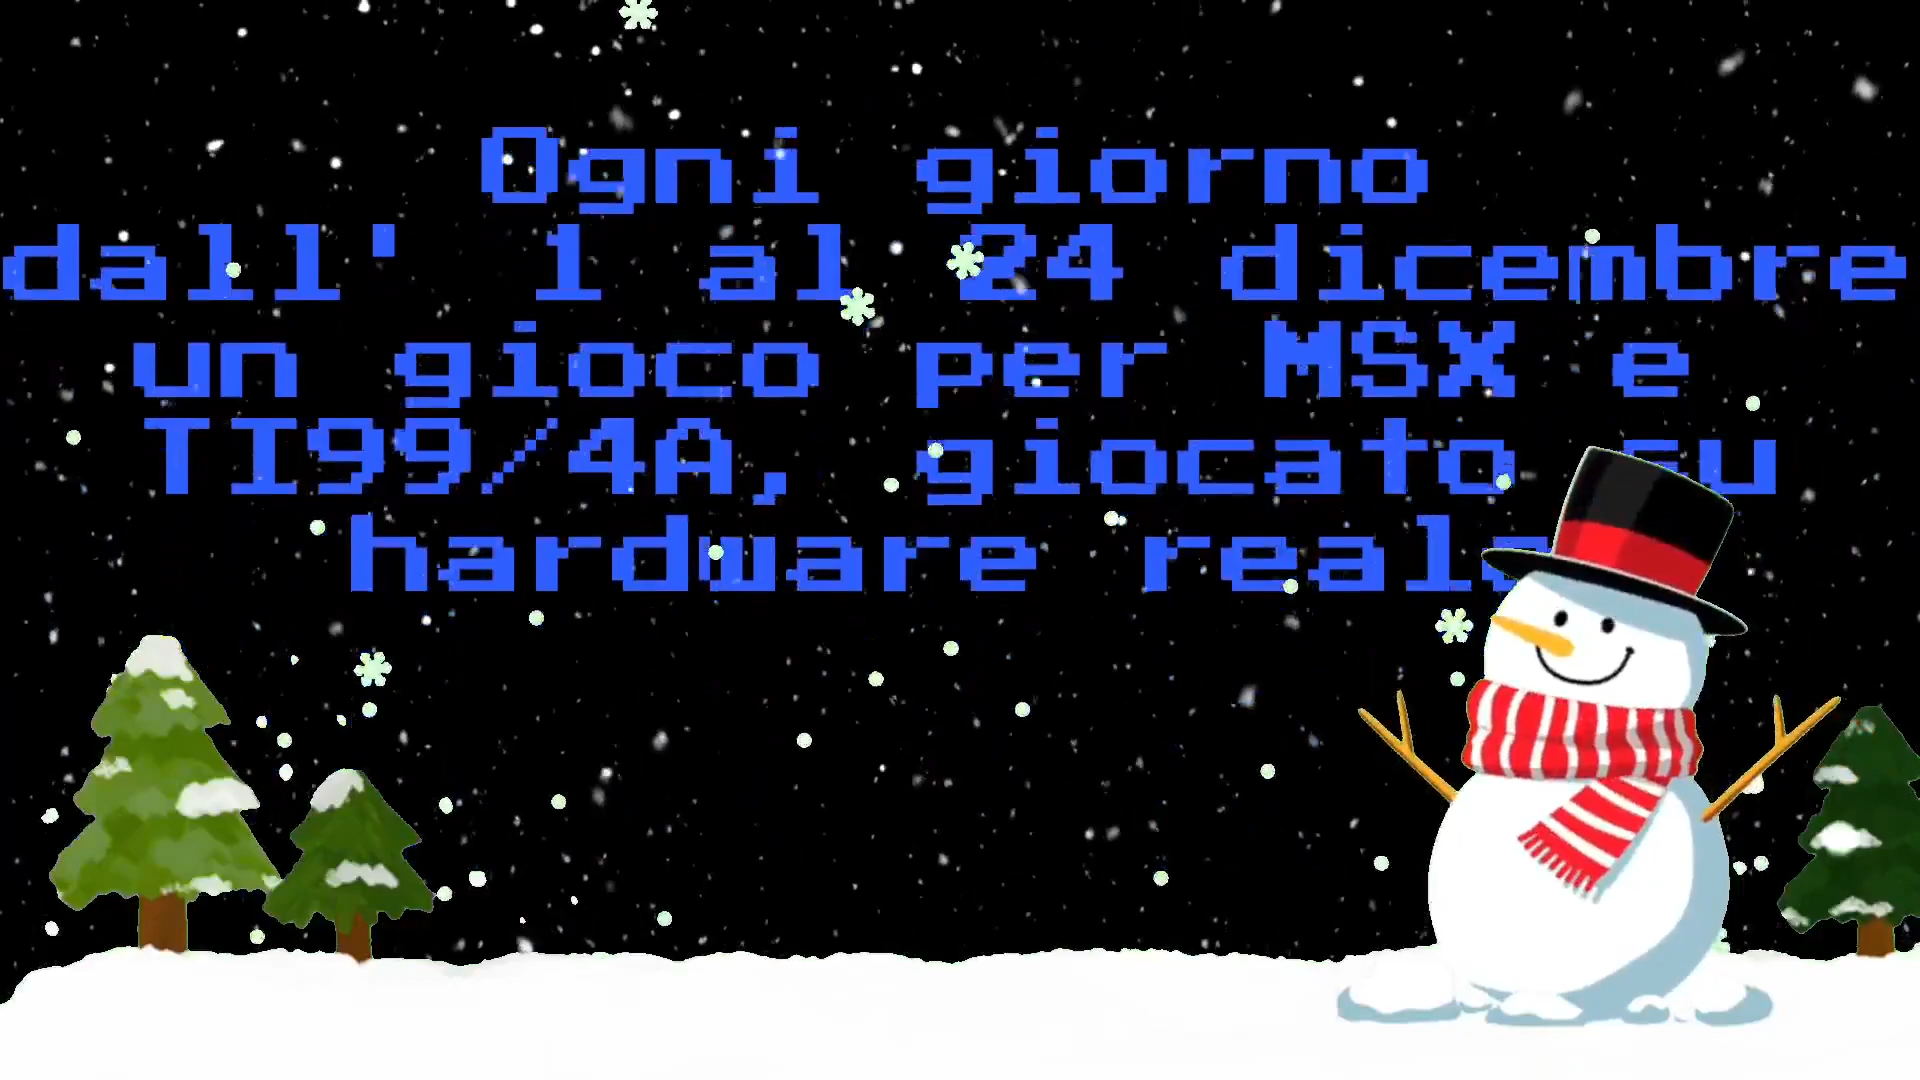 Ogni giorno
dall' 1 al 24 dicembre
un gioco per MSX e
TI99/4A, giocato su
hardware reale